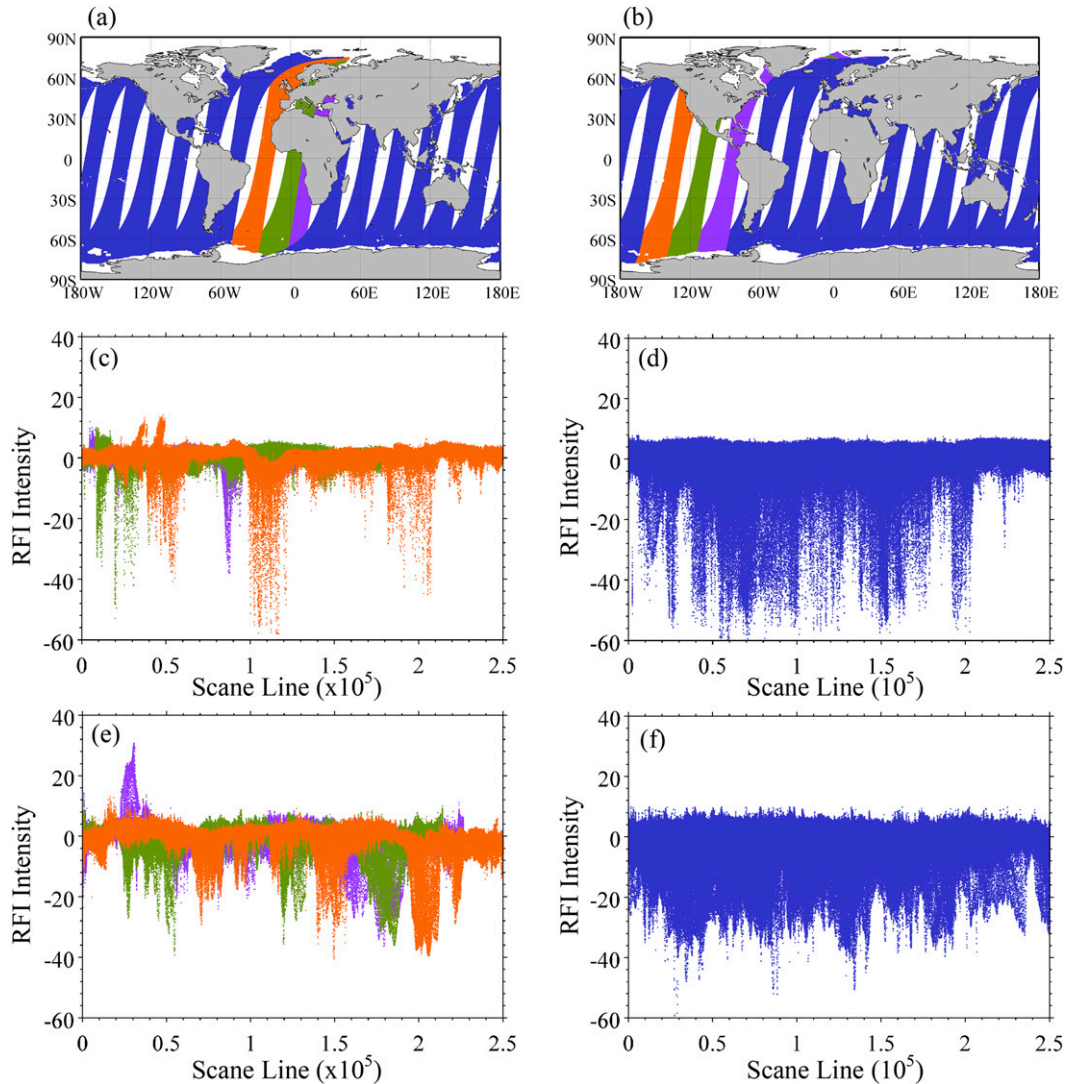 (a)
90N
60N
30N
0
30S
60S
90S
180W 120W 60W 0 60E 120E 180E
(b)
90N
60N
30N
0
30S
60S
90S
180W 120W 60W 0 60E 120E 180E
(c)
RFI Intensity
40
20
0
-20
-40
-60
0 0.5 1 1.5 2 2.5
Scane Line (x10⁵)
(d)
RFI Intensity
40
20
0
-20
-40
-60
0 0.5 1 1.5 2 2.5
Scane Line (10⁵)
(e)
RFI Intensity
40
20
0
-20
-40
-60
0 0.5 1 1.5 2 2.5
Scane Line (x10⁵)
(f)
RFI Intensity
40
20
0
-20
-40
-60
0 0.5 1 1.5 2 2.5
Scane Line (10⁵)